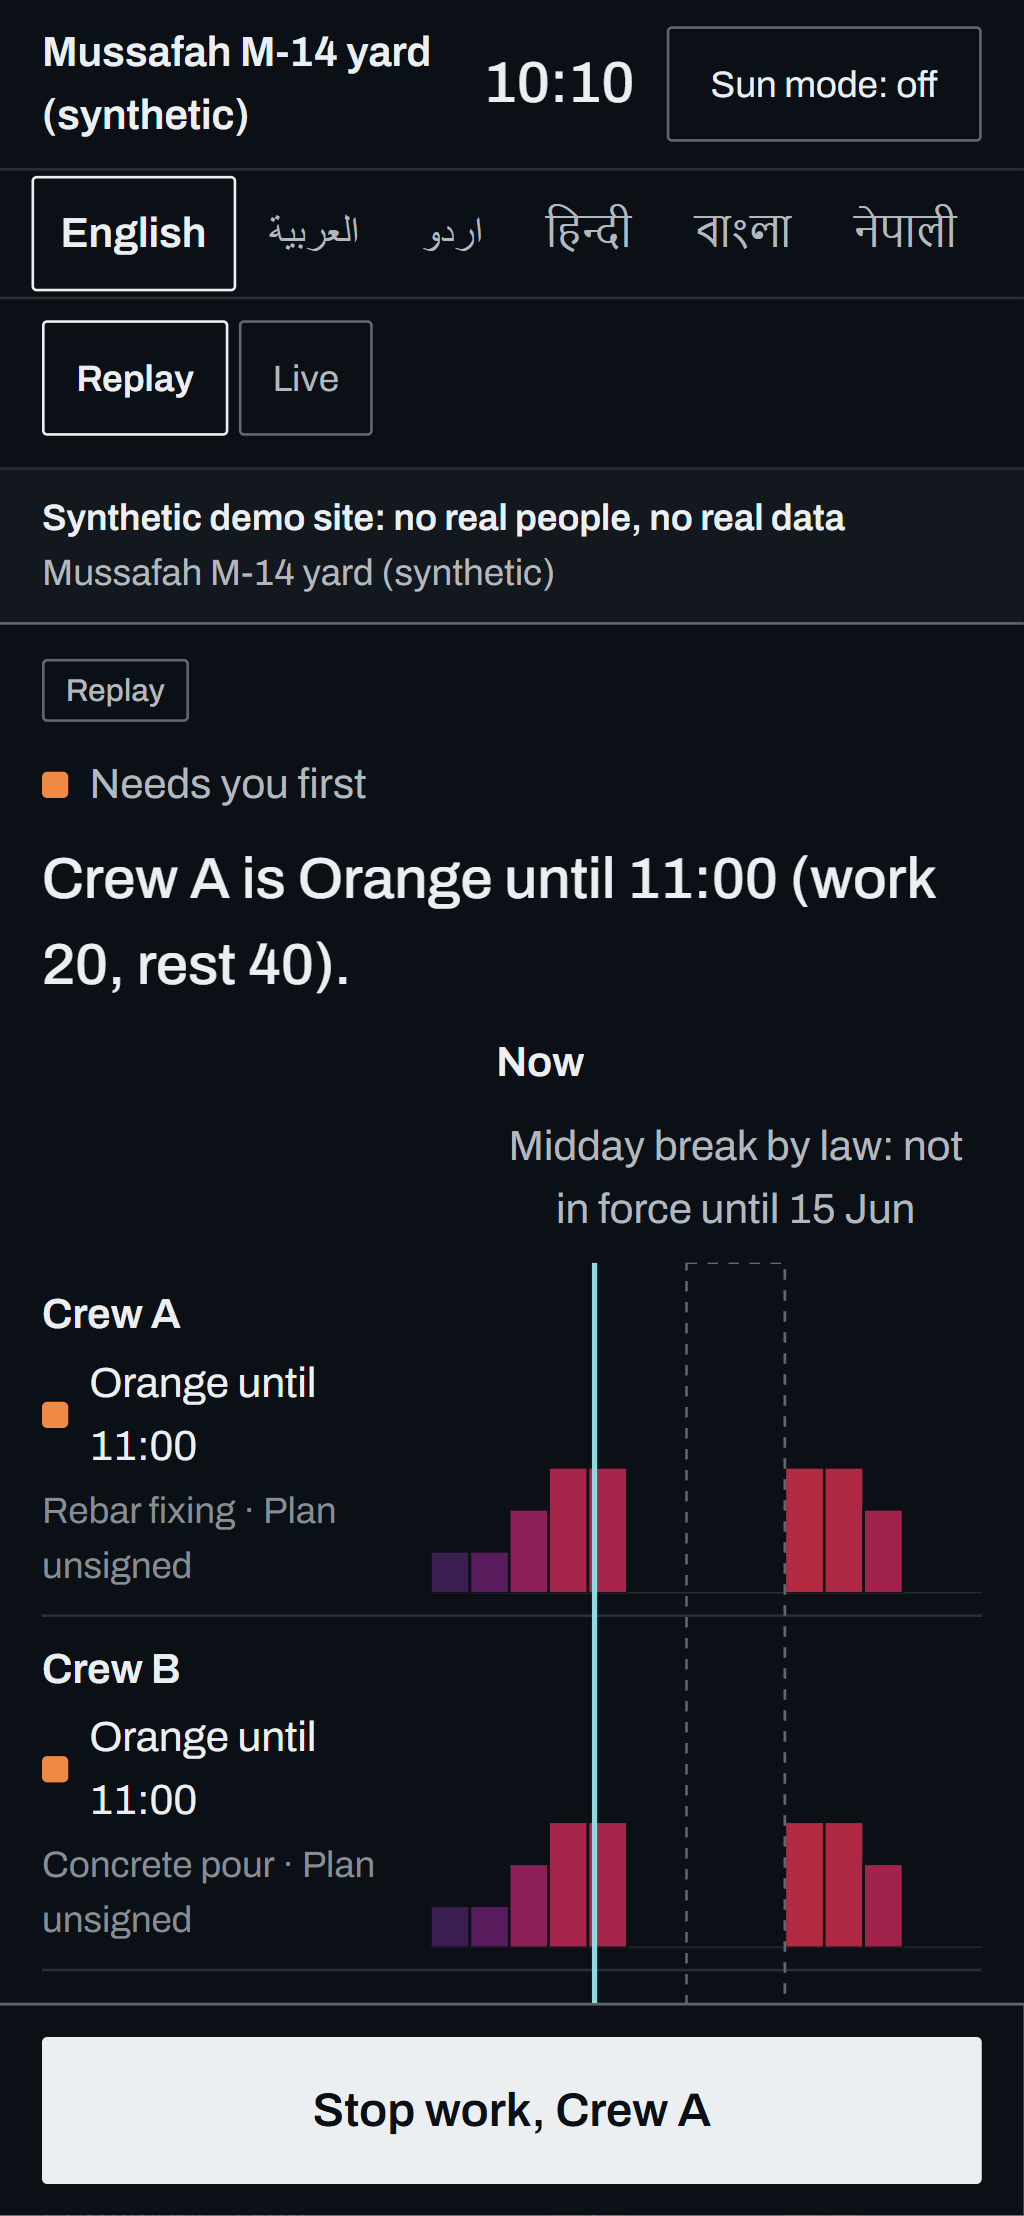 Mussafah M-14 yard
(synthetic)
10:10
Sun mode: off
English
العربية
اردو
हिन्दी
বাংলা
नेपाली
Replay
Live
Synthetic demo site: no real people, no real data
Mussafah M-14 yard (synthetic)
Replay
Needs you first
Crew A is Orange until 11:00 (work
20, rest 40).
Now
Midday break by law: not
in force until 15 Jun
Crew A
Orange until
11:00
Rebar fixing · Plan
unsigned
Crew B
Orange until
11:00
Concrete pour · Plan
unsigned
Stop work, Crew A